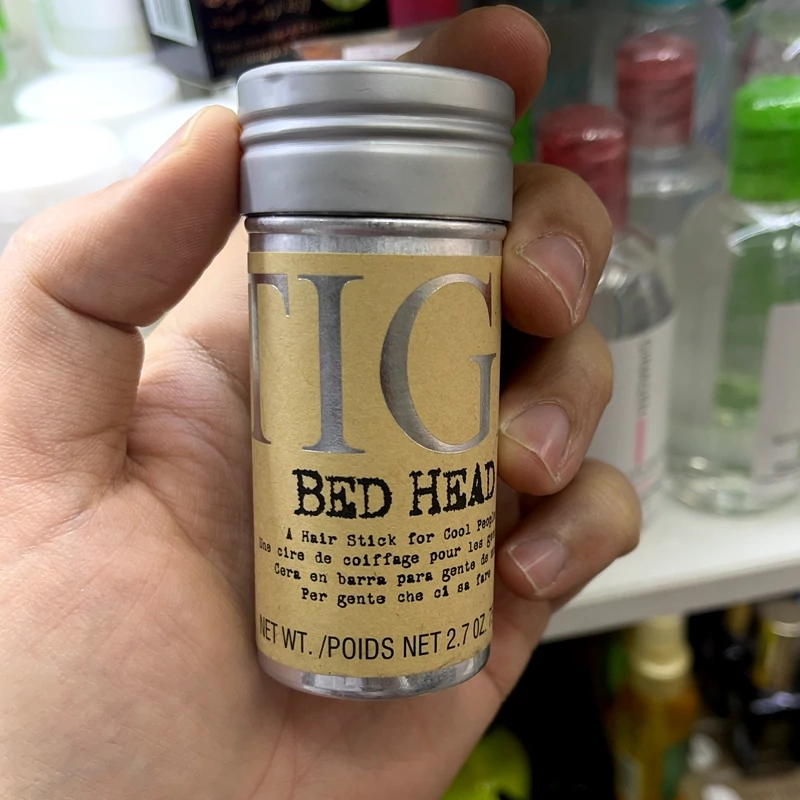 TIG
BED HEAD
A Hair Stick for Cool People
Une cire de coiffage pour les
Cera en barra para gente de
Per gente che ci sa fare
NET WT. /POIDS NET 2.7 OZ.